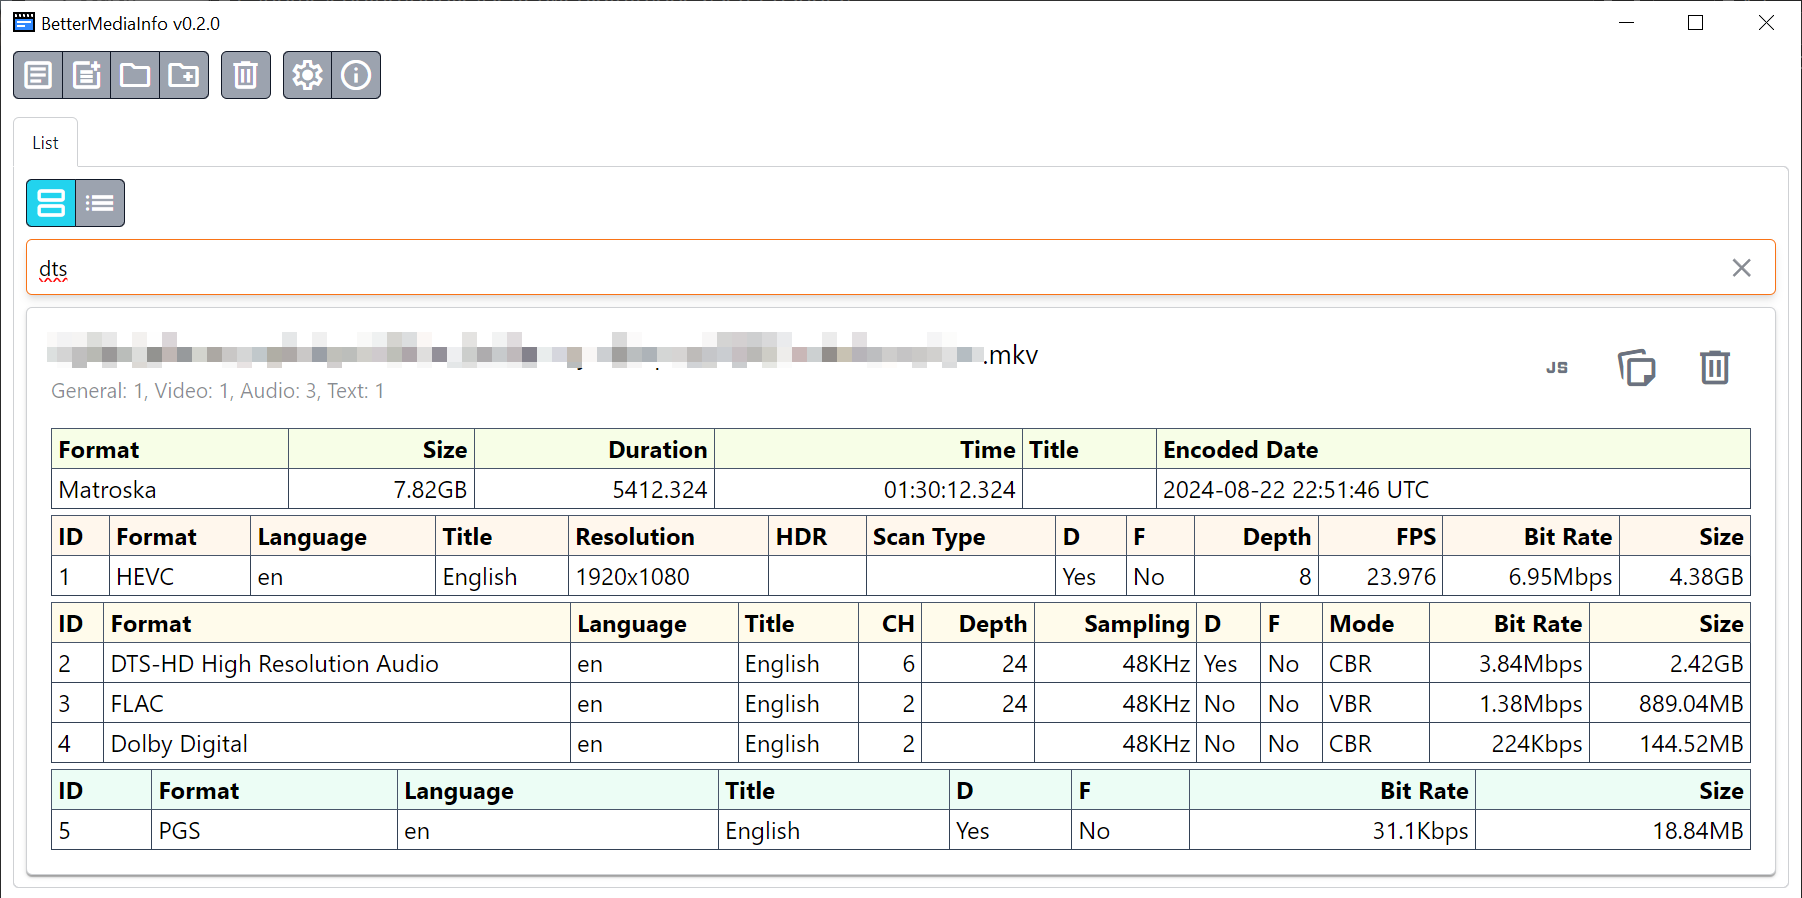 BetterMediaInfo v0.2.0
List
dts
.mkv
JS
General: 1, Video: 1, Audio: 3, Text: 1
Format Size Duration Time Title Encoded Date
Matroska 7.82GB 5412.324 01:30:12.324 2024-08-22 22:51:46 UTC
ID Format Language Title Resolution HDR Scan Type D F Depth FPS Bit Rate Size
1 HEVC en English 1920x1080 Yes No 8 23.976 6.95Mbps 4.38GB
ID Format Language Title CH Depth Sampling D F Mode Bit Rate Size
2 DTS-HD High Resolution Audio en English 6 24 48KHz Yes No CBR 3.84Mbps 2.42GB
3 FLAC en English 2 24 48KHz No No VBR 1.38Mbps 889.04MB
4 Dolby Digital en English 2 48KHz No No CBR 224Kbps 144.52MB
ID Format Language Title D F Bit Rate Size
5 PGS en English Yes No 31.1Kbps 18.84MB